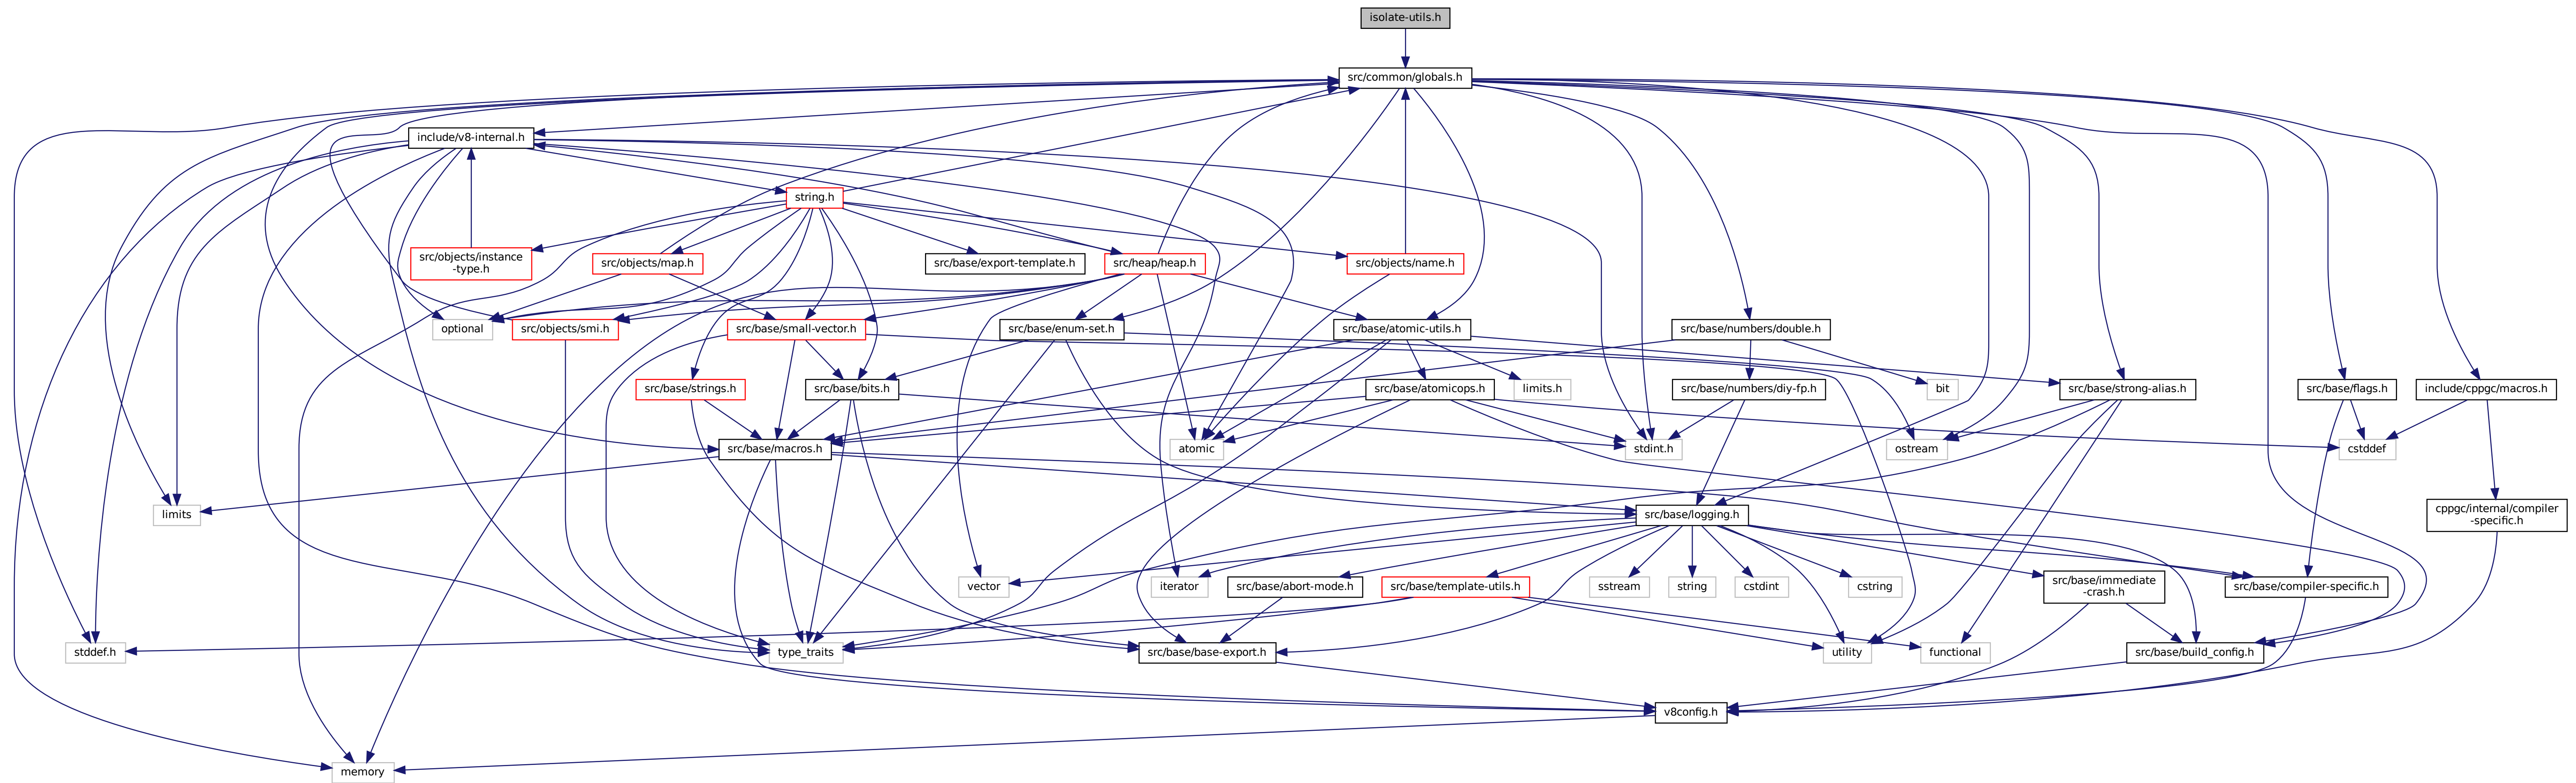 isolate-utils.h
src/common/globals.h
include/v8-internal.h
string.h
src/objects/instance
-type.h
src/objects/map.h
src/base/export-template.h
src/heap/heap.h
src/objects/name.h
optional
src/objects/smi.h
src/base/small-vector.h
src/base/enum-set.h
src/base/atomic-utils.h
src/base/numbers/double.h
src/base/strings.h
src/base/bits.h
src/base/atomicops.h
limits.h
src/base/numbers/diy-fp.h
bit
src/base/strong-alias.h
src/base/flags.h
include/cppgc/macros.h
src/base/macros.h
atomic
stdint.h
ostream
cstddef
limits
src/base/logging.h
cppgc/internal/compiler
-specific.h
vector
iterator
src/base/abort-mode.h
src/base/template-utils.h
sstream
string
cstdint
cstring
src/base/immediate
-crash.h
src/base/compiler-specific.h
stddef.h
type_traits
src/base/base-export.h
utility
functional
src/base/build_config.h
v8config.h
memory